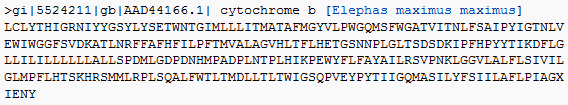 >gi|5524211|gb|AAD44166.1| cytochrome b [Elephas maximus maximus]
LCLYTHIGRNIYYGSYLYSETWNTGIMLLLITMATAFMGYVLPWGQMSFWGATVITNLFSAIPYIGTNLV
EWIWGGFSVDKATLNRFFAFHFILPFTMVALAGVHLTFLHETGSNNPLGLTSDSDKIPFHPYYTIKDFLG
LLILILLLLLLALLSPDMLGDPDNHMPADPLNTPLHIKPEWYFLFAYAILRSVPNKLGGVLALFLSIVIL
GLMPFLHTSKHRSMMLRPLSQALFWTLTMDLLTLTWIGSQPVEYPYTIIGQMASILYFSIILAFLPIAGX
IENY